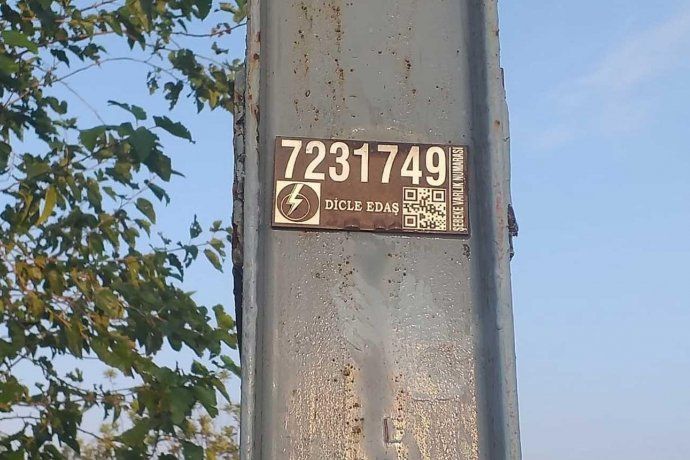 7231749
DİCLE EDAŞ
ŞEBEKE VARLIK NUMARASI